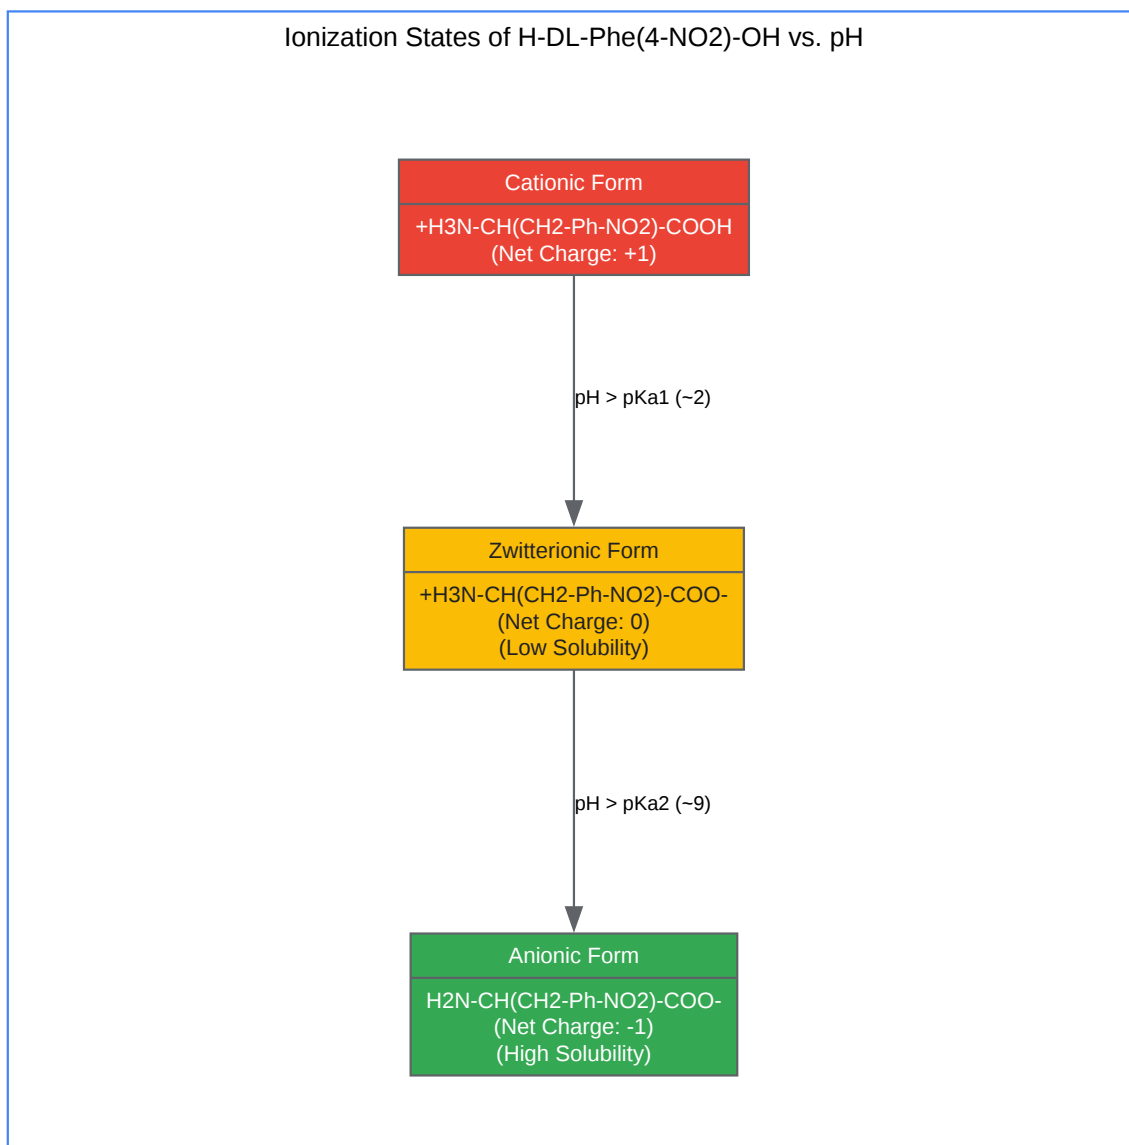 Ionization States of H-DL-Phe(4-NO2)-OH vs. pH
Cationic Form
+H3N-CH(CH2-Ph-NO2)-COOH
(Net Charge: +1)
pH > pKa1 (~2)
Zwitterionic Form
+H3N-CH(CH2-Ph-NO2)-COO-
(Net Charge: 0)
(Low Solubility)
pH > pKa2 (~9)
Anionic Form
H2N-CH(CH2-Ph-NO2)-COO-
(Net Charge: -1)
(High Solubility)